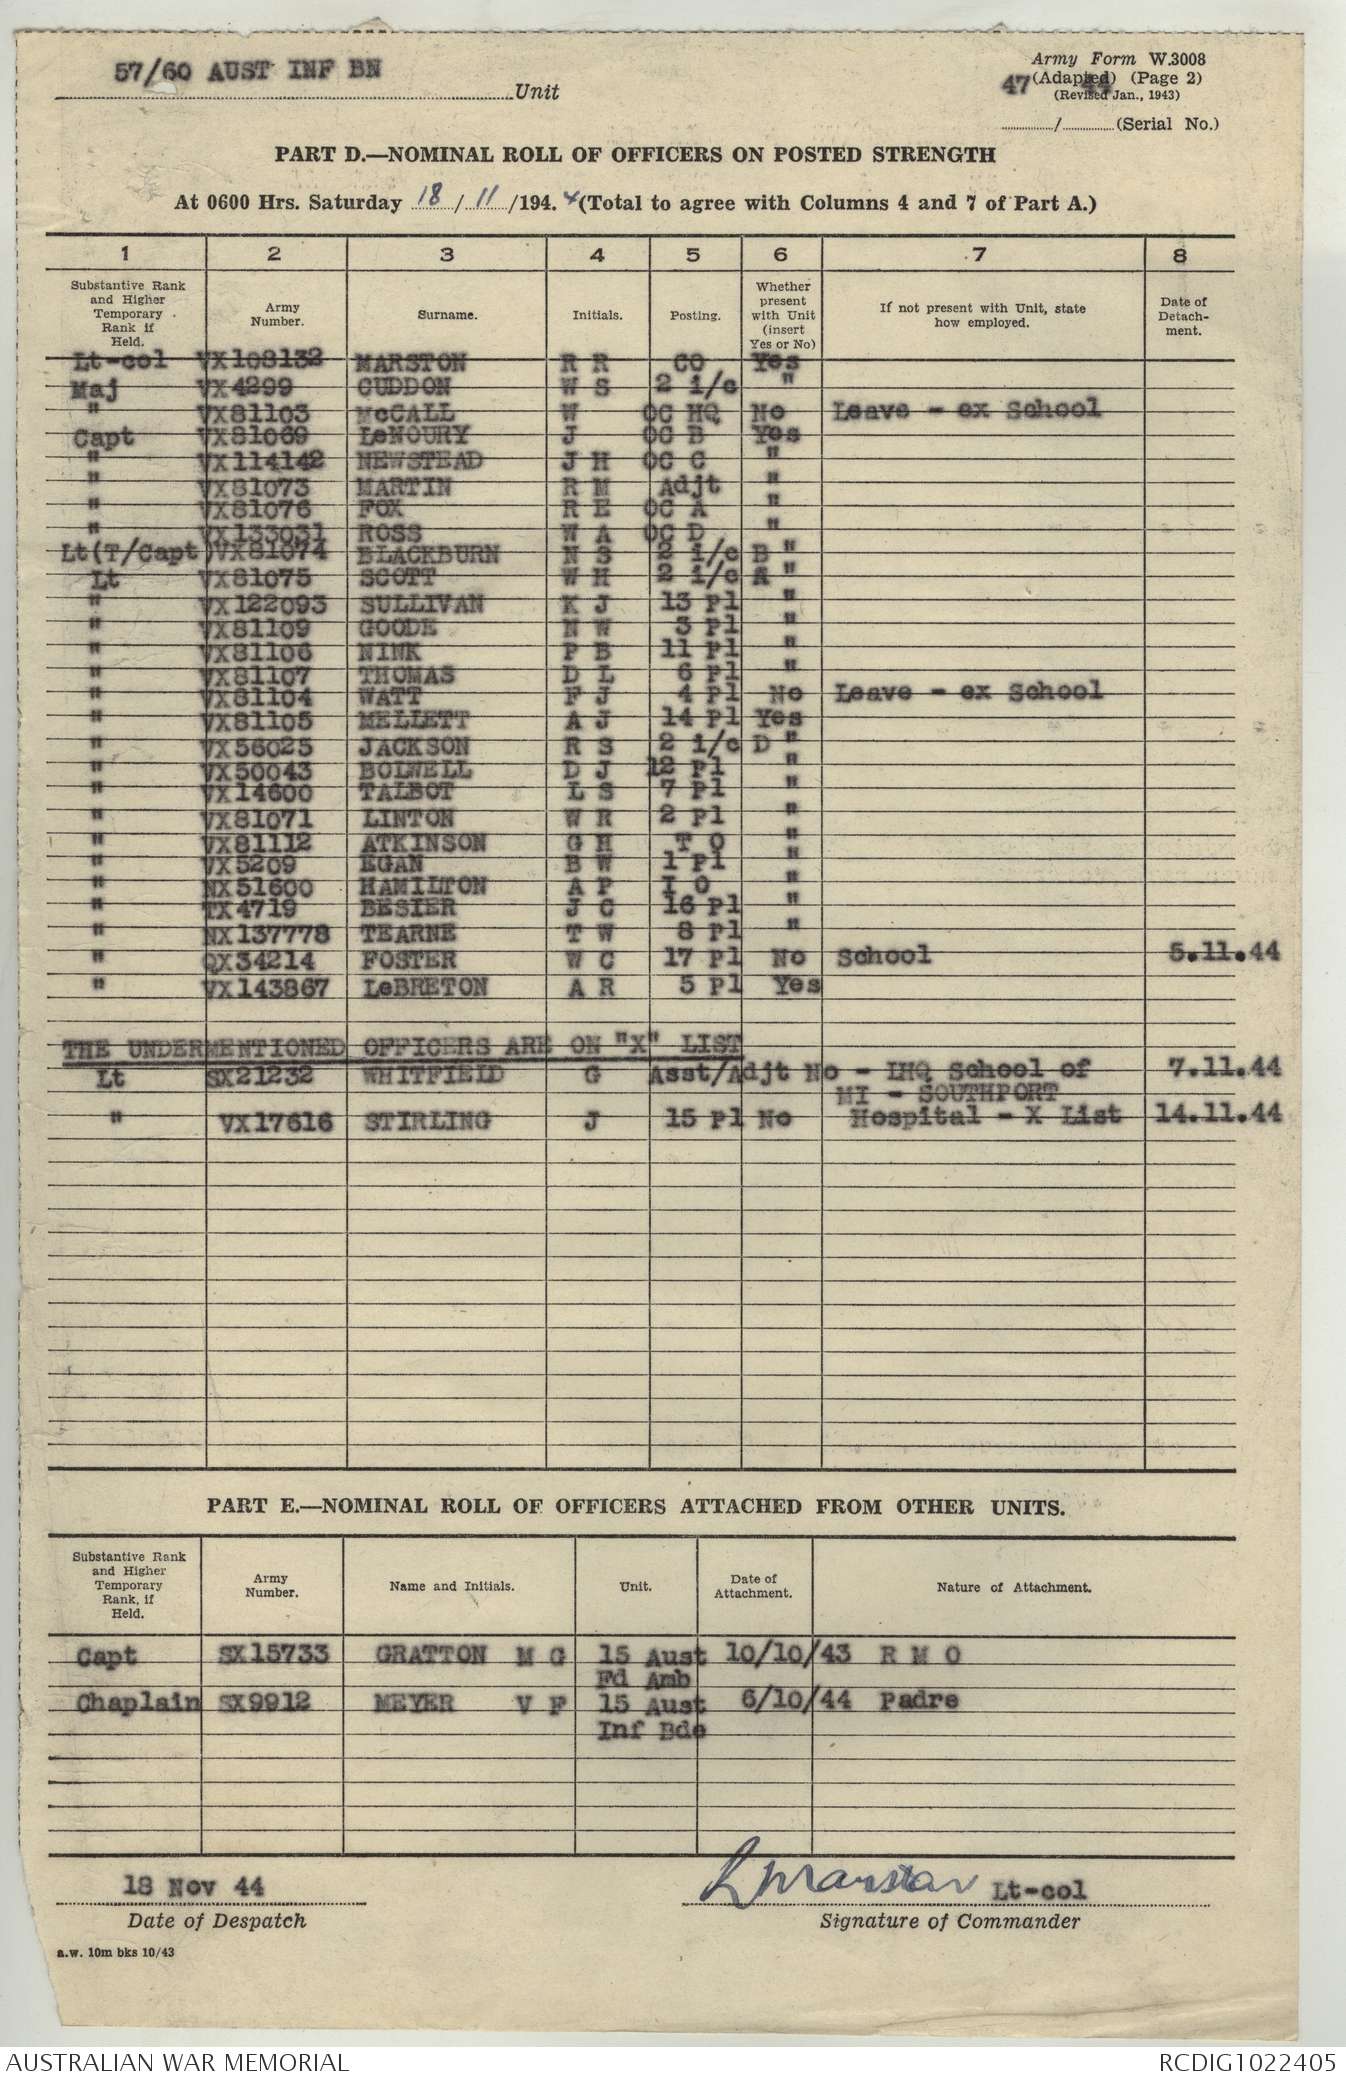 57/60 AUST INF BN Unit
Army Form W.3008
(Adapted) (Page 2)
(Revised Jan., 1943)
47 / 44 (Serial No.)
PART D.—NOMINAL ROLL OF OFFICERS ON POSTED STRENGTH
At 0600 Hrs. Saturday 18 / 11 /194.4 (Total to agree with Columns 4 and 7 of Part A.)
1 2 3 4 5 6 7 8
Substantive Rank and Higher Temporary Rank if Held. Army Number. Surname. Initials. Posting. Whether present with Unit (insert Yes or No) If not present with Unit, state how employed. Date of Detachment.
Lt-col VX108132 MARSTON R R CO Yes
Maj VX4299 CUDDON W S 2 i/c "
" VX81103 McCALL W OC HQ No Leave - ex School
Capt VX81069 LeNOURY J OC B Yes
" VX114142 NEWSTEAD J H OC C "
" VX81073 MARTIN R M Adjt "
" VX81076 FOX R E OC A "
" VX133031 ROSS W A OC D "
Lt(T/Capt) VX81074 BLACKBURN N S 2 i/c B "
Lt VX81075 SCOTT W H 2 i/c A "
" VX122093 SULLIVAN K J 13 Pl "
" VX81109 GOODE N W 3 Pl "
" VX81106 NINK P B 11 Pl "
" VX81107 THOMAS D L 6 Pl "
" VX81104 WATT F J 4 Pl No Leave - ex School
" VX81105 MELLETT A J 14 Pl Yes
" VX56025 JACKSON R S 2 i/c D "
" VX50043 BOLWELL D J 12 Pl "
" VX14600 TALBOT L S 7 Pl "
" VX81071 LINTON W R 2 Pl "
" VX81112 ATKINSON G H T O "
" VX5209 EGAN B W 1 Pl "
" NX51600 HAMILTON A P I O "
" TX4719 BESIER J C 16 Pl "
" NX137778 TEARNE T W 8 Pl "
" QX34214 FOSTER W C 17 Pl No School 5.11.44
" VX143867 LeBRETON A R 5 Pl Yes
THE UNDERMENTIONED OFFICERS ARE ON "X" LIST
Lt SX21232 WHITFIELD G Asst/Adjt No - LHQ School of 7.11.44
MI - SOUTHPORT
" VX17616 STIRLING J 15 Pl No Hospital - X List 14.11.44
PART E.—NOMINAL ROLL OF OFFICERS ATTACHED FROM OTHER UNITS.
Substantive Rank and Higher Temporary Rank, if Held. Army Number. Name and Initials. Unit. Date of Attachment. Nature of Attachment.
Capt SX15733 GRATTON M G 15 Aust 10/10/43 R M O
Fd Amb
Chaplain SX9912 MEYER V F 15 Aust 6/10/44 Padre
Inf Bde
18 Nov 44 R Marston Lt-col
Date of Despatch Signature of Commander
a.w. 10m bks 10/43
AUSTRALIAN WAR MEMORIAL RCDIG1022405